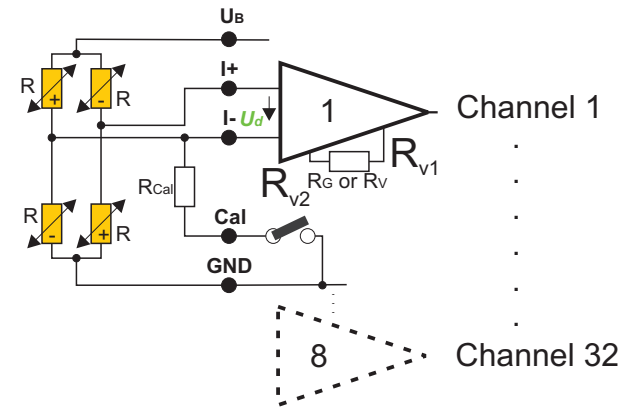 UB
I+
R
+
-
R
1
Channel 1
I-
Ud
RCal
RG or RV
Rv1
Rv2
R
-
+
R
Cal
GND
8
Channel 32